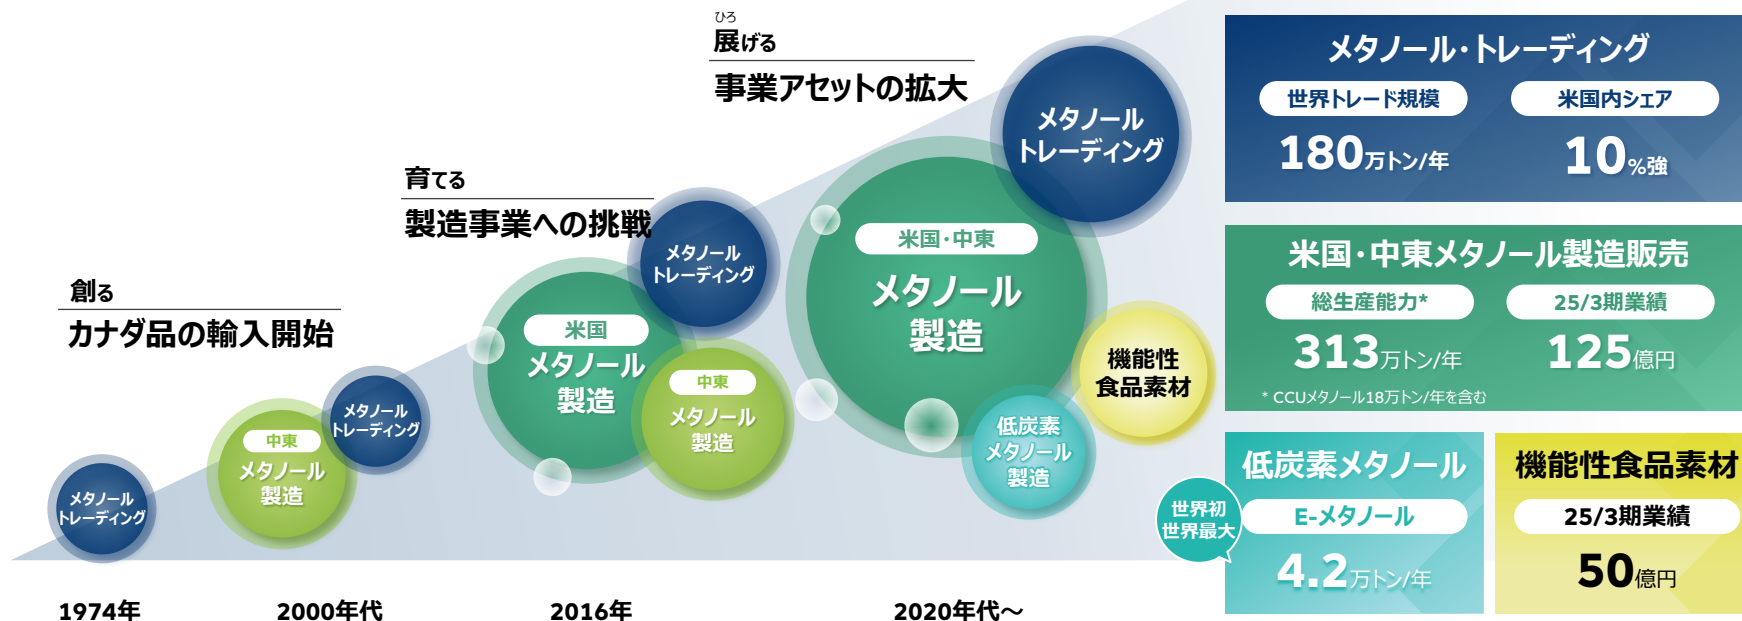 創る
カナダ品の輸入開始
育てる
製造事業への挑戦
ひろ
展げる
事業アセットの拡大
メタノール
トレーディング
中東
メタノール
製造
メタノール
トレーディング
米国
メタノール
製造
メタノール
トレーディング
中東
メタノール
製造
米国・中東
メタノール
製造
メタノール
トレーディング
機能性
食品素材
低炭素
メタノール
製造
1974年
2000年代
2016年
2020年代～
メタノール・トレーディング
世界トレード規模
180万トン/年
米国内シェア
10%強
米国・中東メタノール製造販売
総生産能力*
313万トン/年
25/3期業績
125億円
* CCUメタノール18万トン/年を含む
世界初
世界最大
低炭素メタノール
E-メタノール
4.2万トン/年
機能性食品素材
25/3期業績
50億円